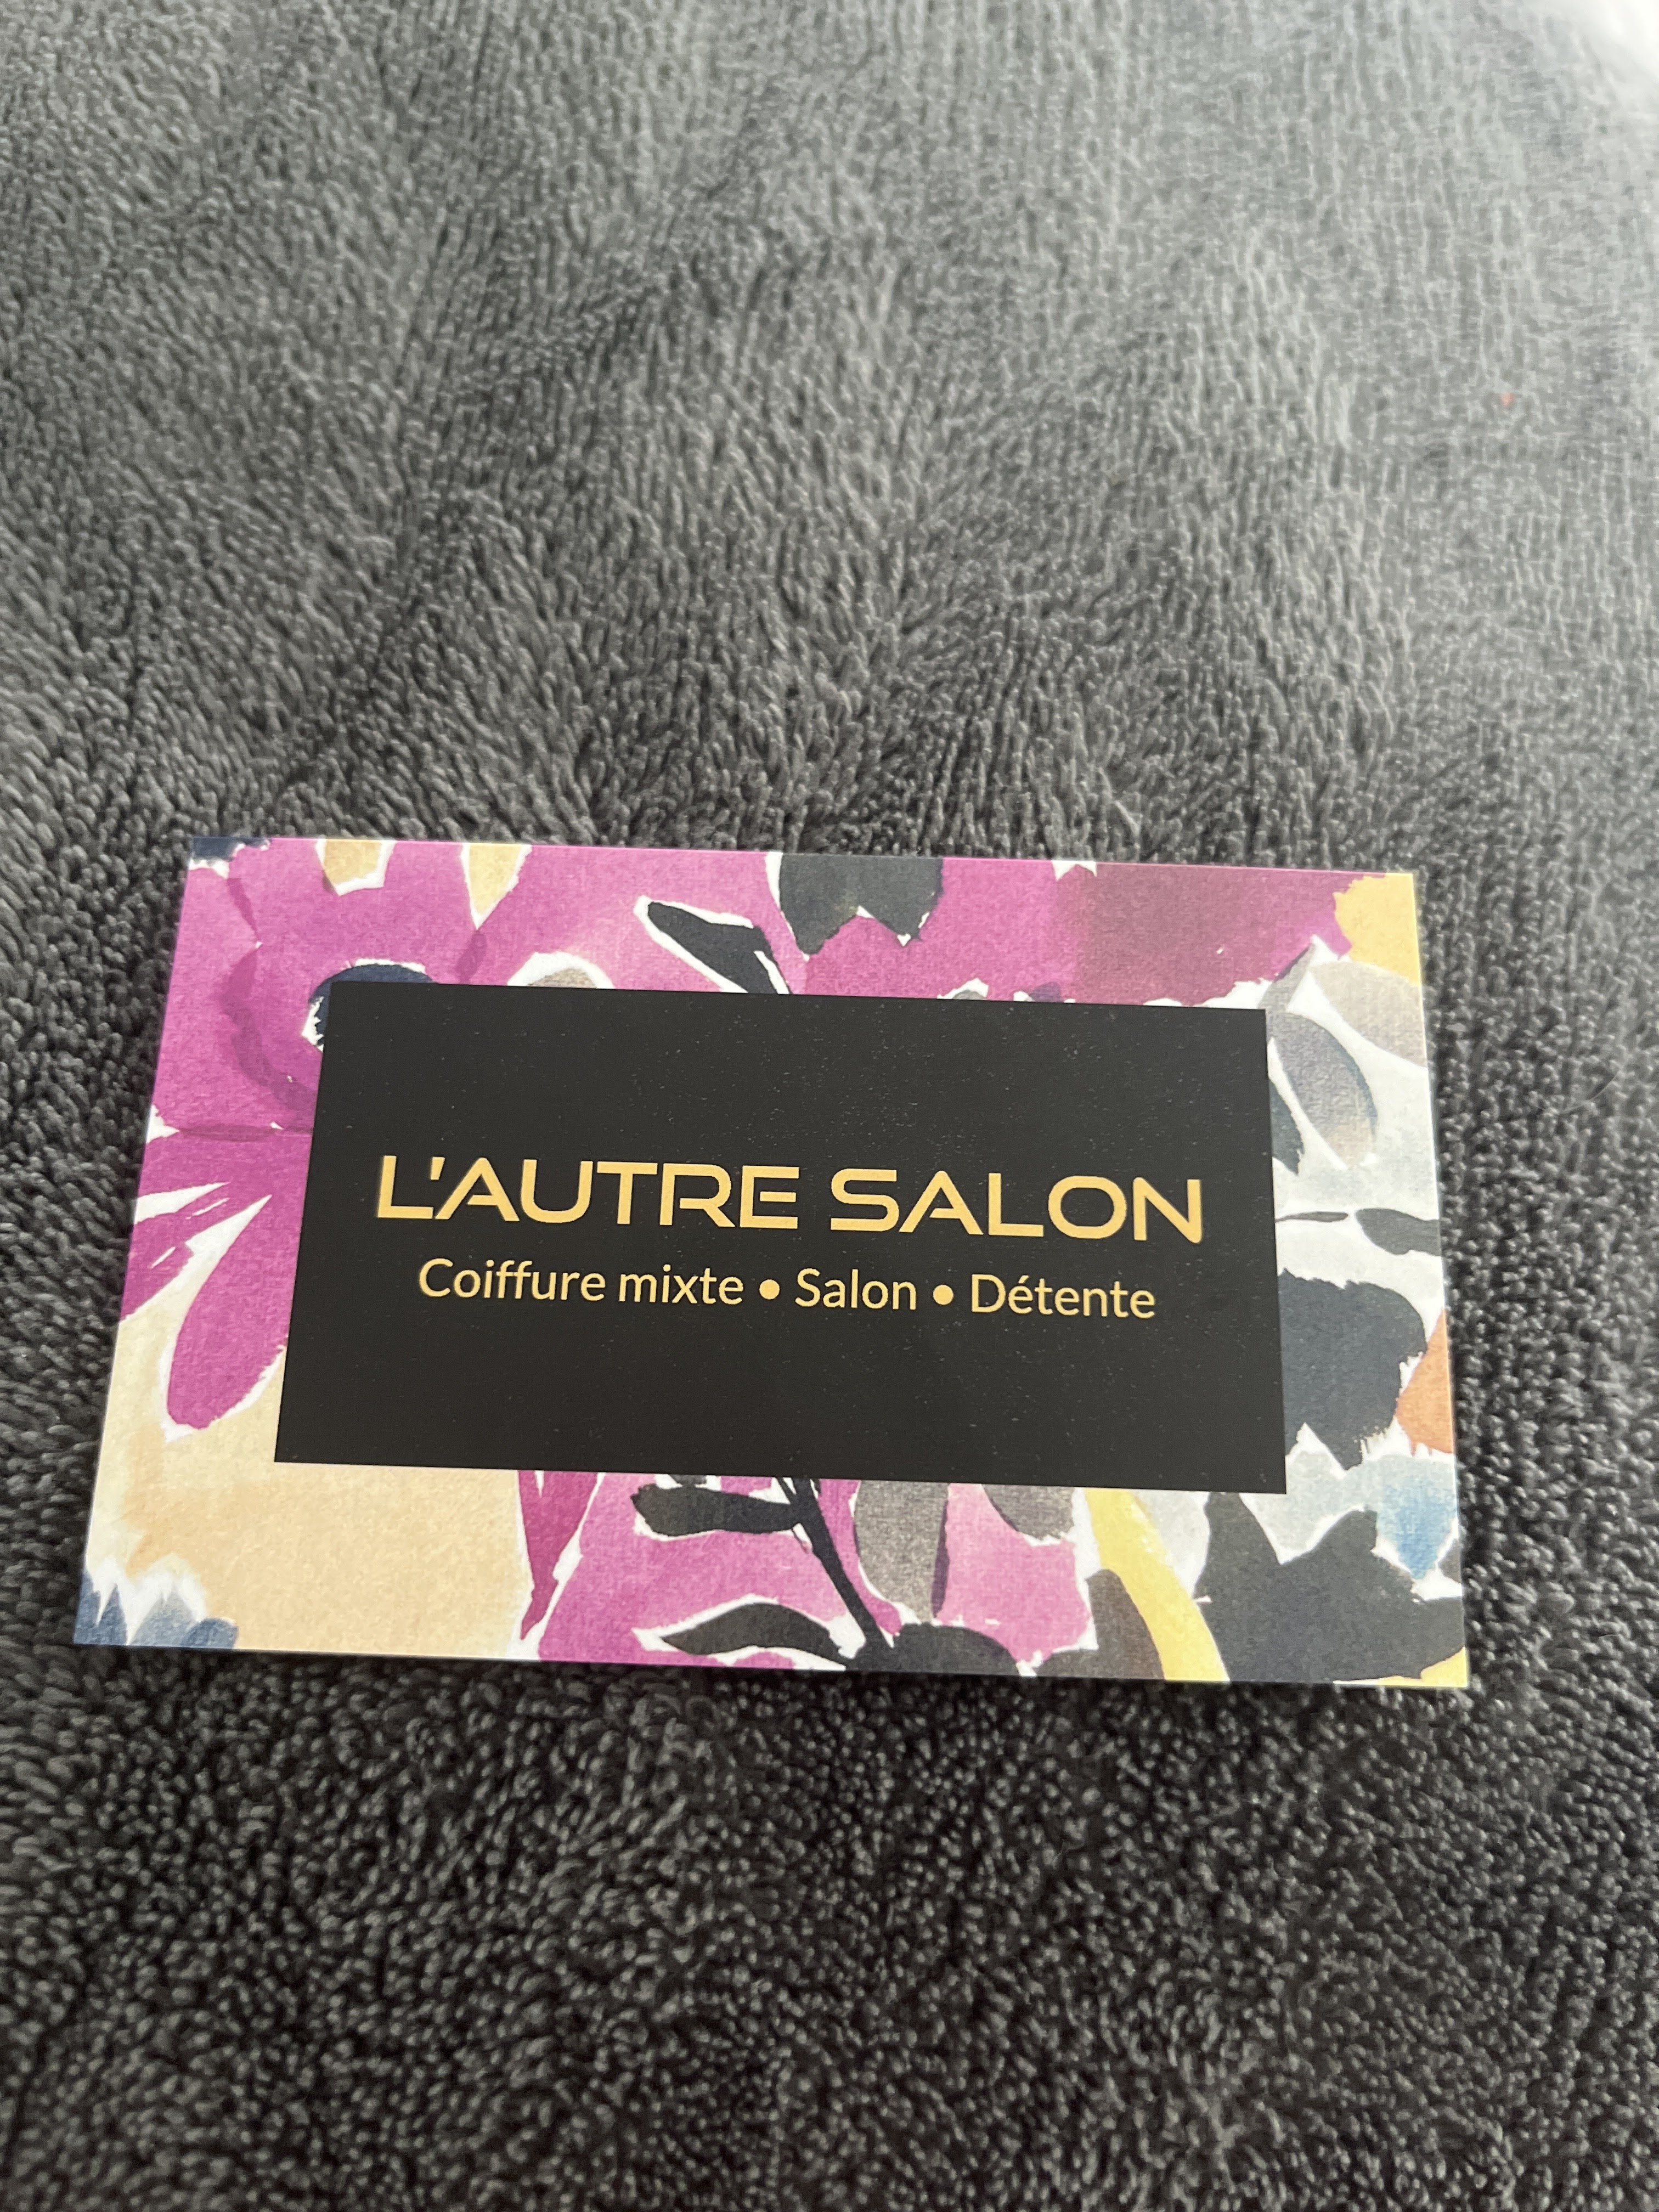 L'AUTRE SALON
Coiffure mixte • Salon • Détente